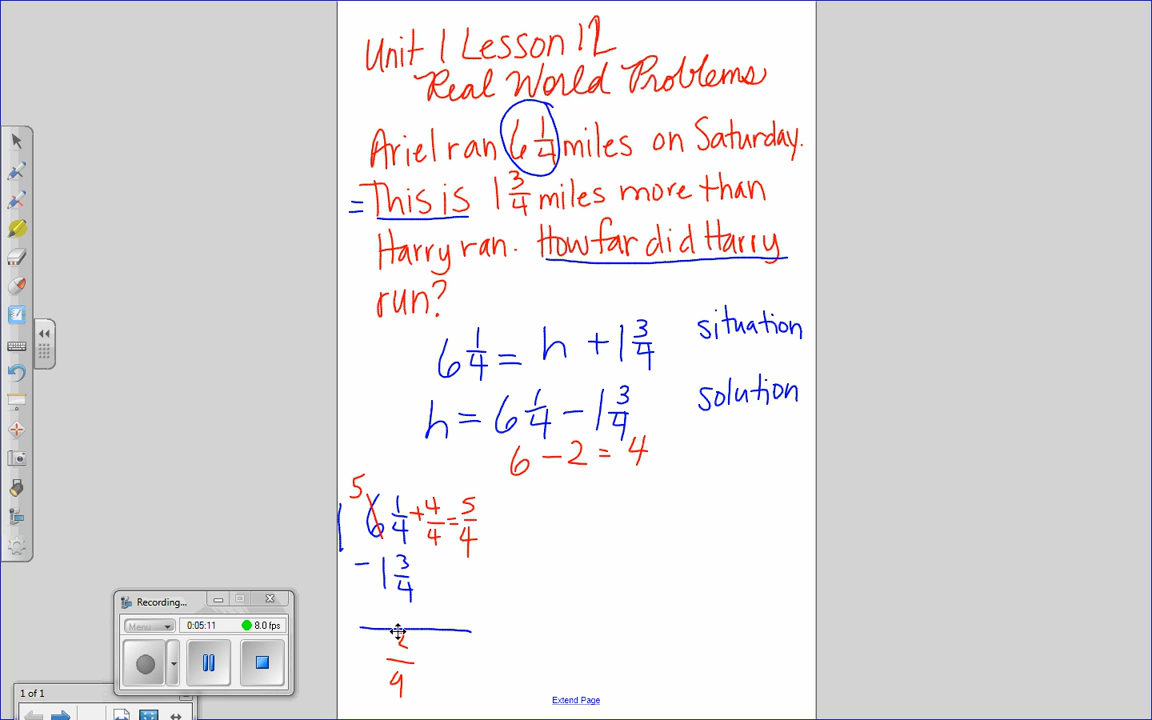 Unit 1 Lesson 12
Real World Problems
Ariel ran 6 1/4 miles on Saturday.
= This is 1 3/4 miles more than
Harry ran. How far did Harry
run?
6 1/4 = h + 1 3/4 situation
h = 6 1/4 - 1 3/4 solution
6 - 2 = 4
5
6 1/4 + 4/4 = 5/4
- 1 3/4
2/4
Recording...
Menu
0:05:11
8.0 fps
1 of 1
Extend Page